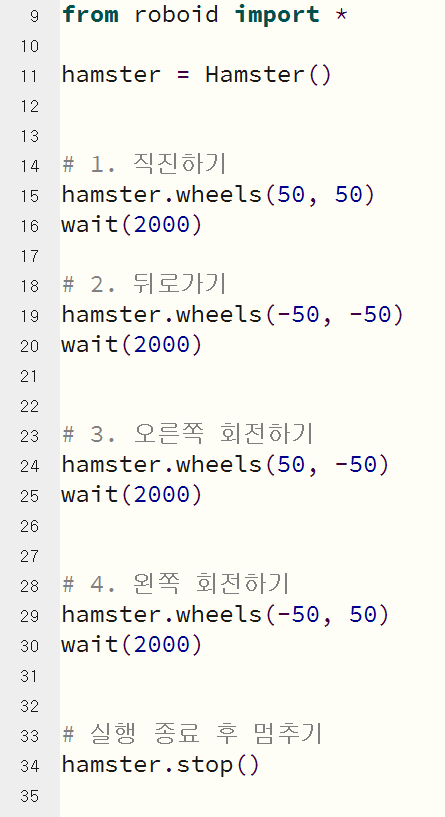 9 from roboid import *
10
11 hamster = Hamster()
12
13
14 # 1. 직진하기
15 hamster.wheels(50, 50)
16 wait(2000)
17
18 # 2. 뒤로가기
19 hamster.wheels(-50, -50)
20 wait(2000)
21
22
23 # 3. 오른쪽 회전하기
24 hamster.wheels(50, -50)
25 wait(2000)
26
27
28 # 4. 왼쪽 회전하기
29 hamster.wheels(-50, 50)
30 wait(2000)
31
32
33 # 실행 종료 후 멈추기
34 hamster.stop()
35